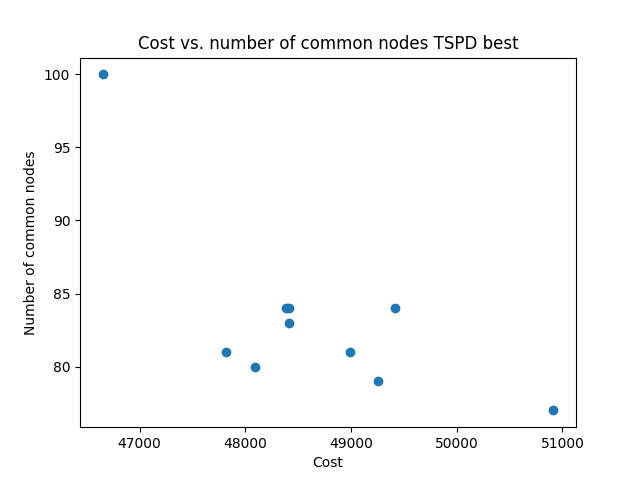 Cost vs. number of common nodes TSPD best
100
95
90
85
80
Number of common nodes
47000 48000 49000 50000 51000
Cost